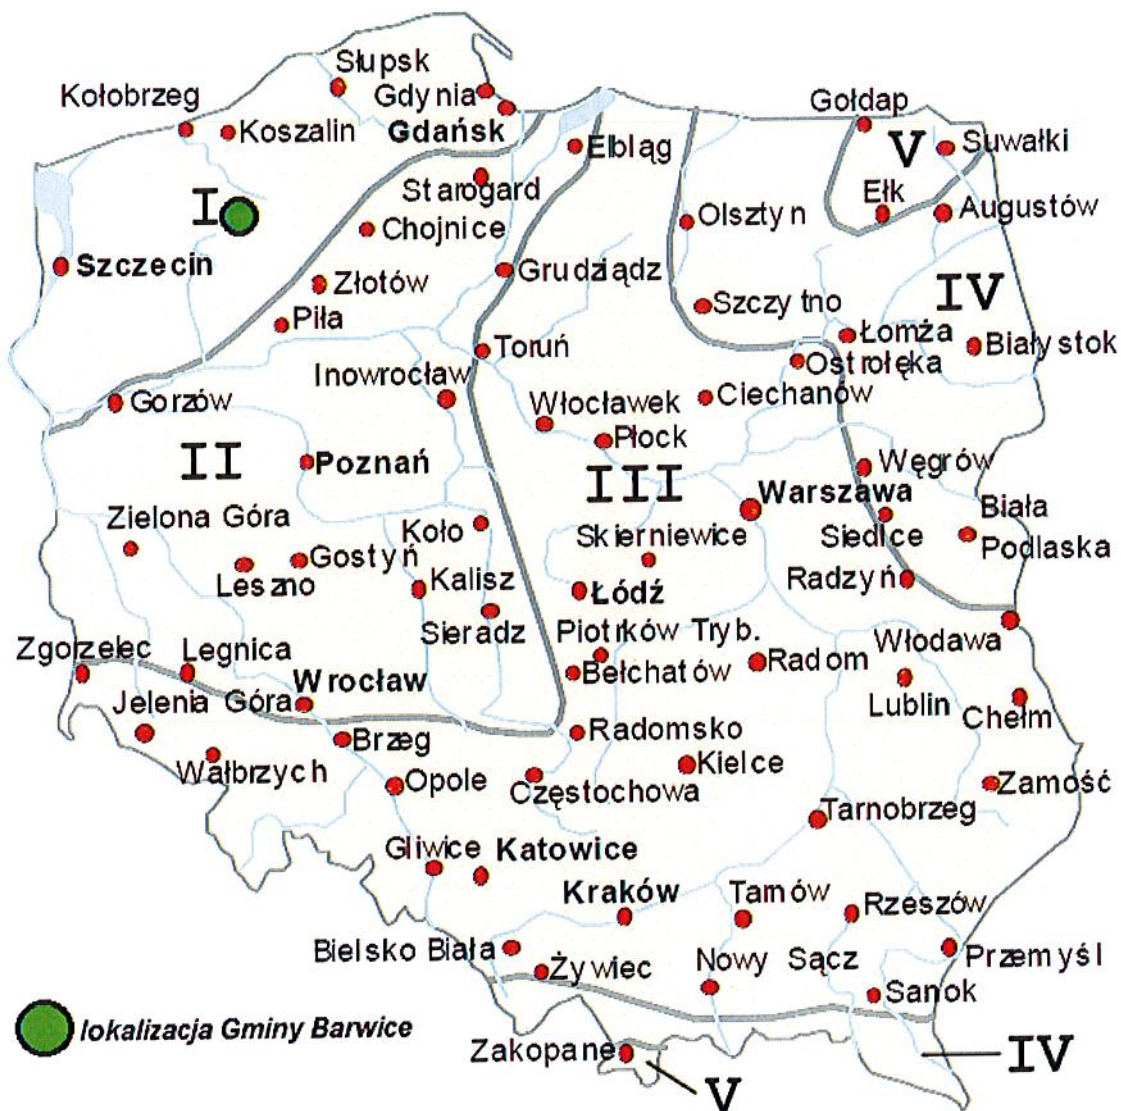 Słupsk
Kołobrzeg
Gdynia
Gołdap
Koszalin
Gdańsk
Elbląg
V
Suwałki
Starogard
Ełk
I
Chojnice
Olsztyn
Augustów
Szczecin
Złotów
Grudziądz
IV
Szczytno
Piła
Łomża
Toruń
Białystok
Inowrocław
Ostrołęka
Gorzów
Włocławek
Ciechanów
Płock
II
Poznań
Węgrów
III
Warszawa
Zielona Góra
Koło
Skierniewice
Siedlce
Biała
Podlaska
Gostyń
Leszno
Kalisz
Łódź
Radzyń
Sieradz
Piotrków Tryb.
Włodawa
Zgorzelec
Legnica
Bełchatów
Radom
Wrocław
Jelenia Góra
Lublin
Chełm
Brzeg
Radomsko
Wałbrzych
Opole
Kielce
Częstochowa
Zamość
Tarnobrzeg
Gliwice
Katowice
Kraków
Tarnów
Rzeszów
Bielsko Biała
Żywiec
Nowy Sącz
Przemyśl
Sanok
lokalizacja Gminy Barwice
Zakopane
IV
V